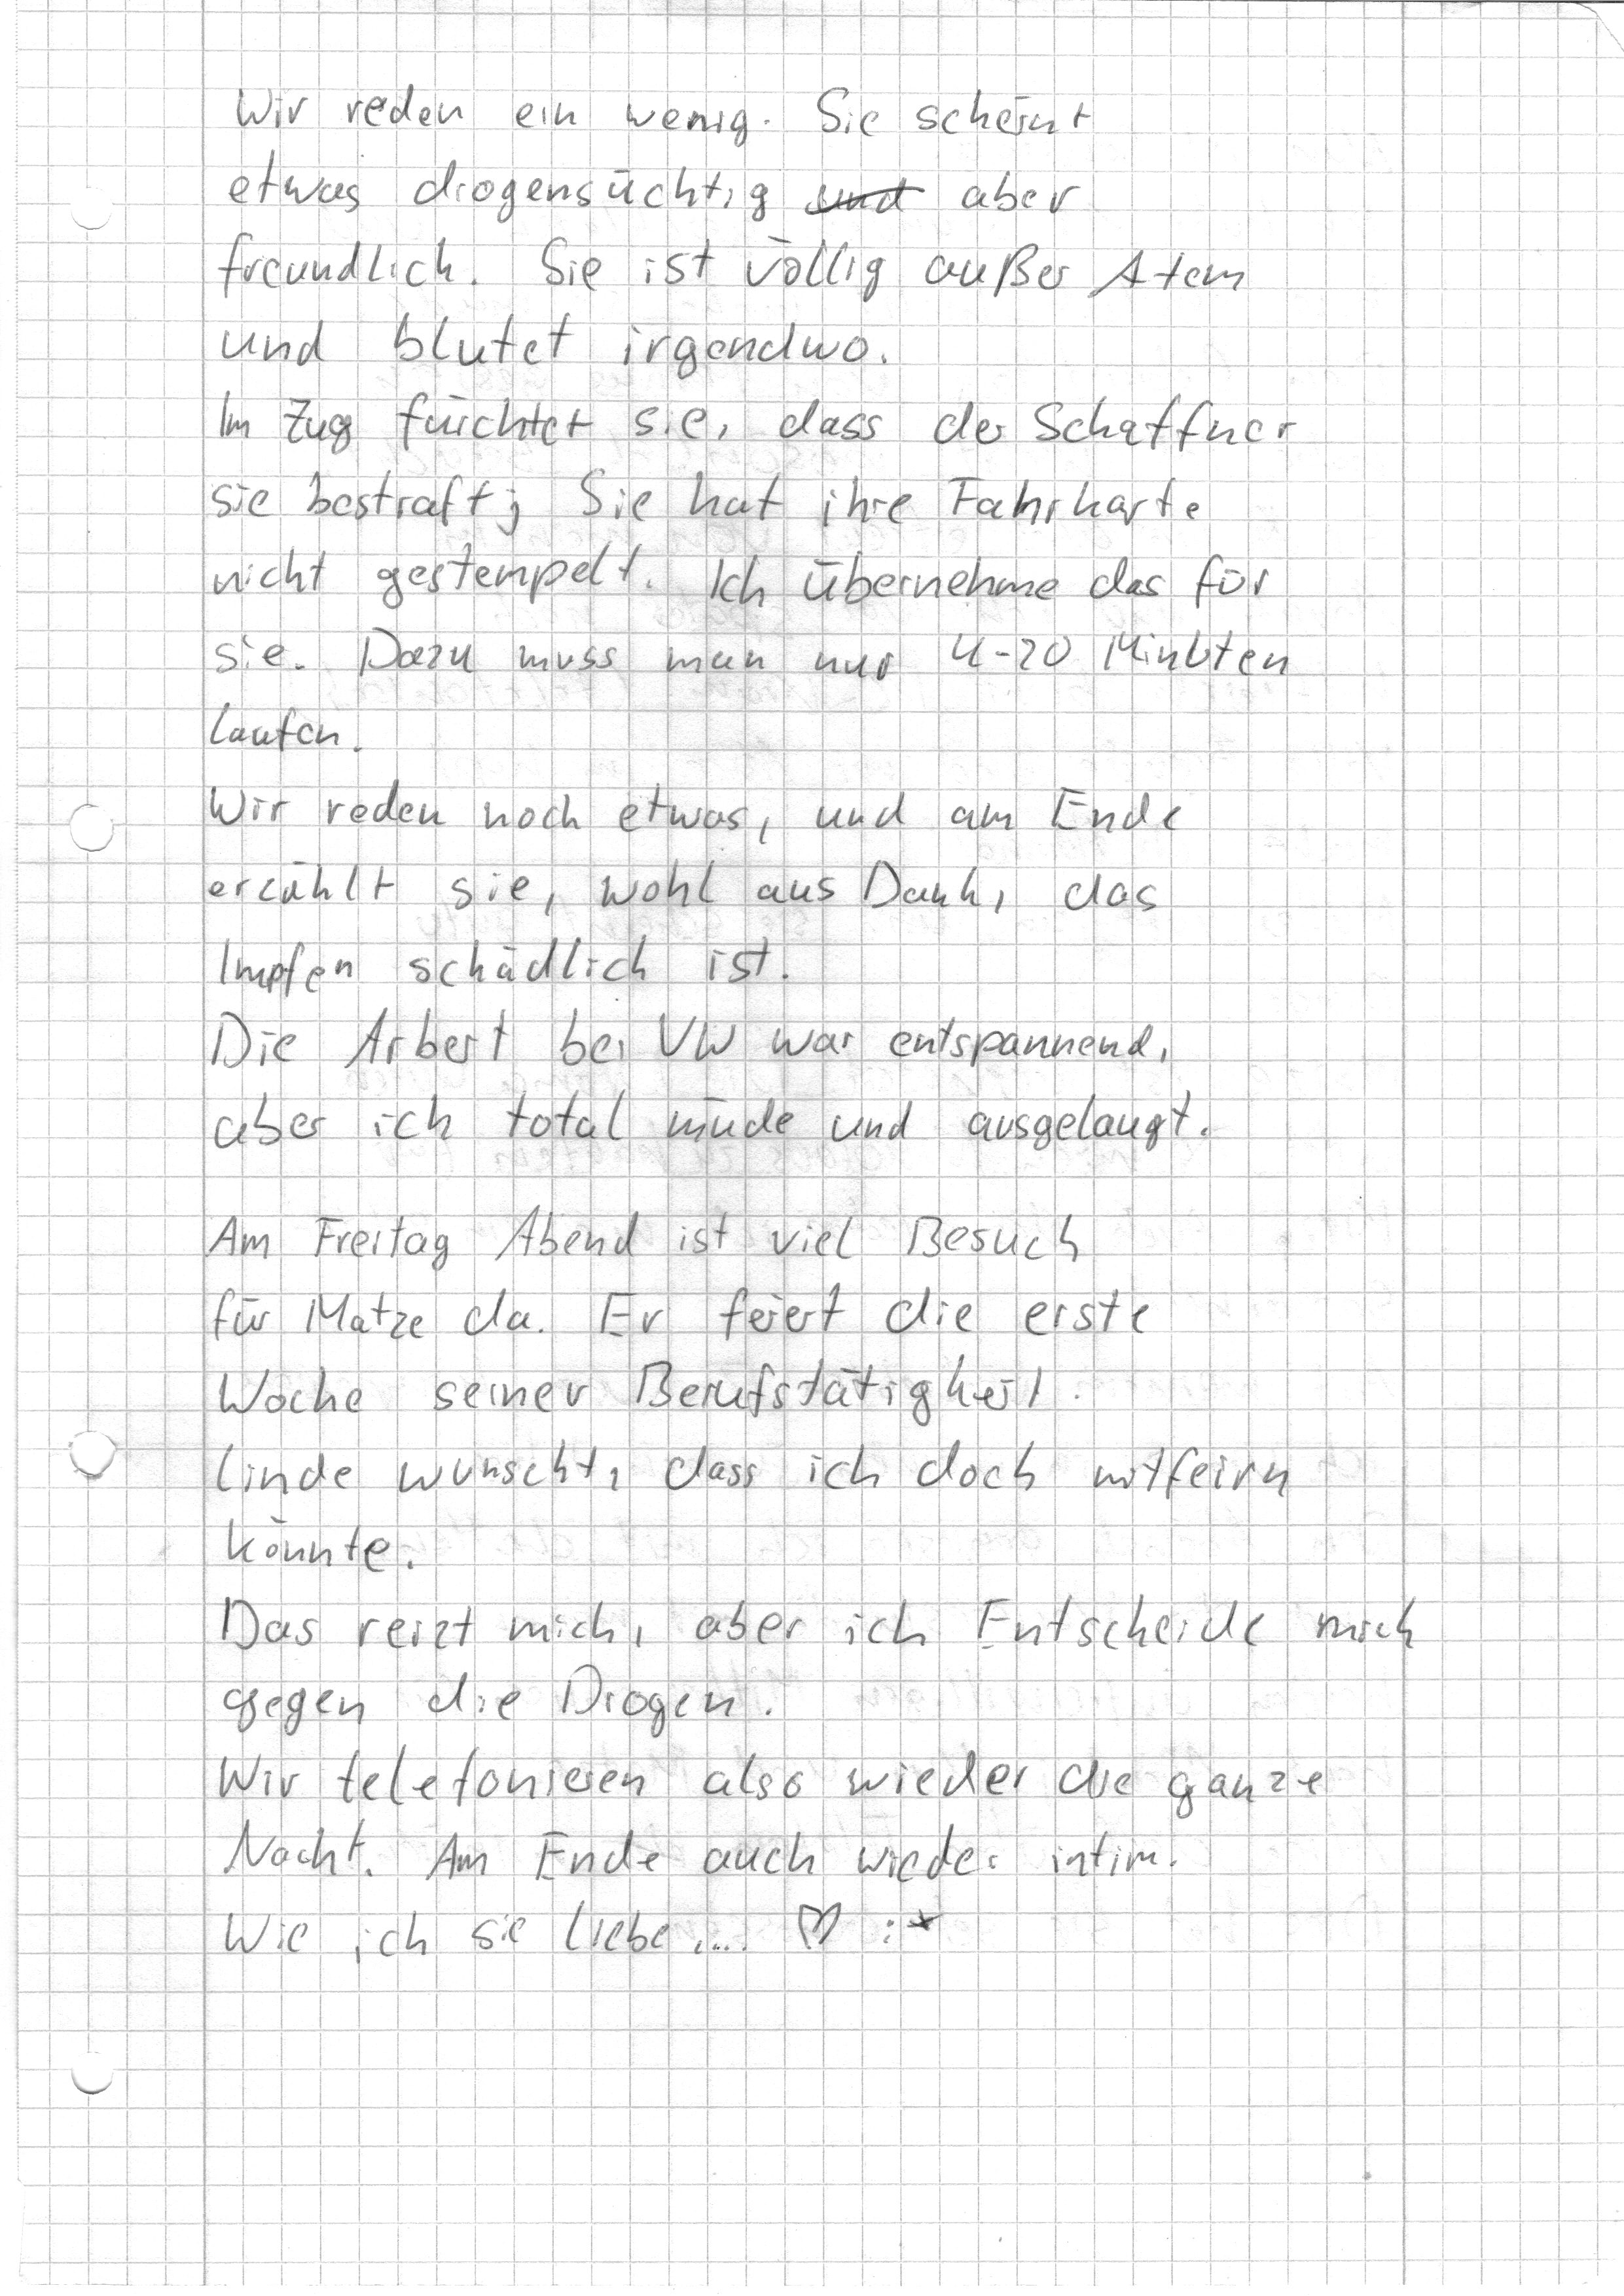 Wir reden ein wenig. Sie scheint
etwas drogensüchtig und aber
freundlich. Sie ist völlig außer Atem
und blutet irgendwo.
Im Zug fürchtet sie, dass der Schaffner
sie bestraft; Sie hat ihre Fahrkarte
nicht gestempelt. Ich übernehme das für
sie. Dazu muss man nur 4-20 Minuten
laufen.
Wir reden noch etwas, und am Ende
erzählt sie, wohl aus Dank, das
Impfen schädlich ist.
Die Arbeit bei VW war entspannend,
aber ich total müde und ausgelaugt.
Am Freitag Abend ist viel Besuch
für Matze da. Er feiert die erste
Woche seiner Berufstätigkeit.
Linde wünscht, dass ich doch mitfeirn
könnte.
Das reizt mich, aber ich Entscheide mich
gegen die Drogen.
Wir telefonieren also wieder die ganze
Nacht. Am Ende auch wieder intim.
Wie ich sie liebe.... ♡ :*